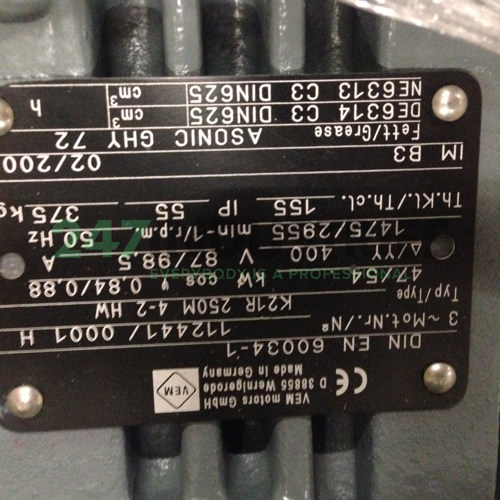 VEM motors GmbH
D 38855 Wernigerode
Made in Germany
VEM
CE
DIN EN 60034-1
3 ~Mot.Nr./Nº 112441/ 0001 H
Typ/Type K21R 250M 4-2 HW
47/54 kW cos φ 0.84/0.88
Δ/YY 400 V 87/98.5 A
1475/2955 min-1/r.p.m. 50 Hz
Th.Kl./Th.cl. 155 IP 55 375 kg
IM B3 02/200
Fett/Grease ASONIC GHY 72
DE6314 C3 DIN625 cm³
NE6313 C3 DIN625 cm³ h
247
EVERYBODY IS A PROFESSIONAL